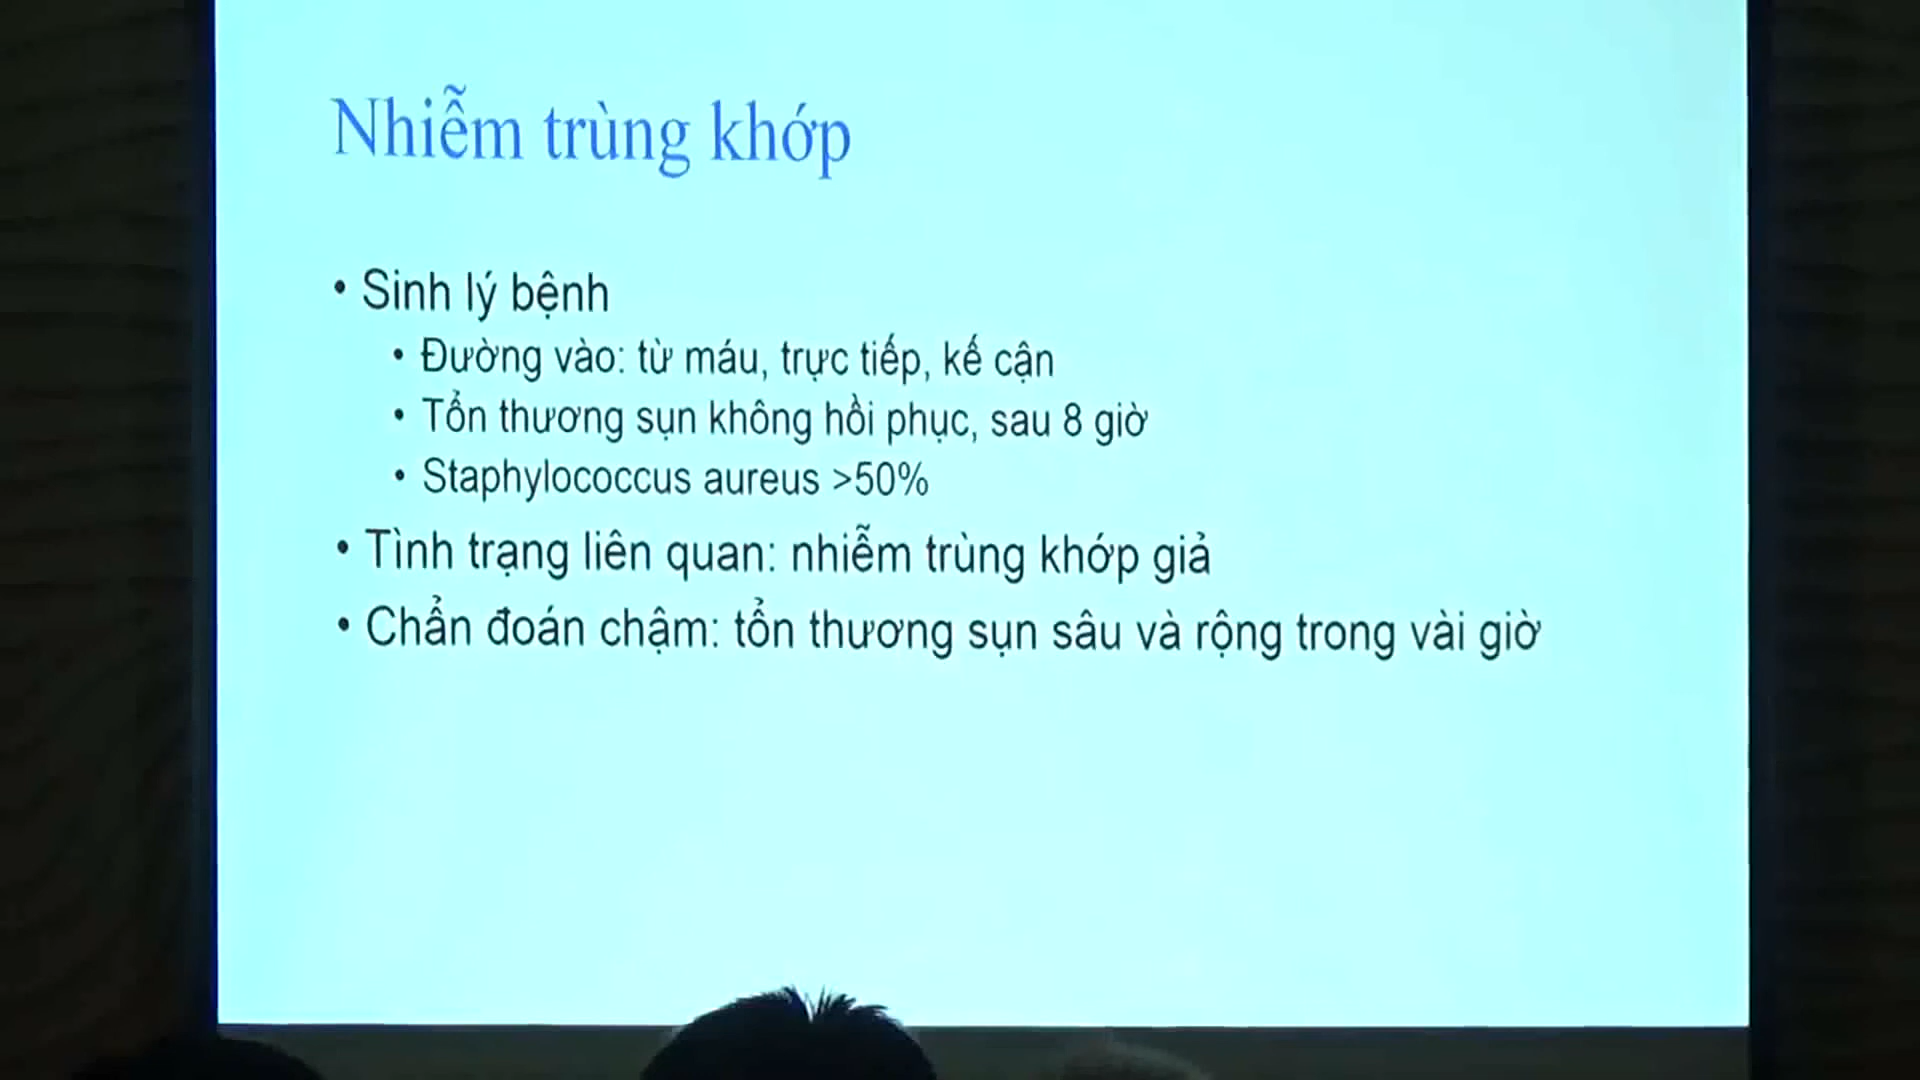 Nhiễm trùng khớp
• Sinh lý bệnh
• Đường vào: từ máu, trực tiếp, kế cận
• Tổn thương sụn không hồi phục, sau 8 giờ
• Staphylococcus aureus >50%
• Tình trạng liên quan: nhiễm trùng khớp giả
• Chẩn đoán chậm: tổn thương sụn sâu và rộng trong vài giờ